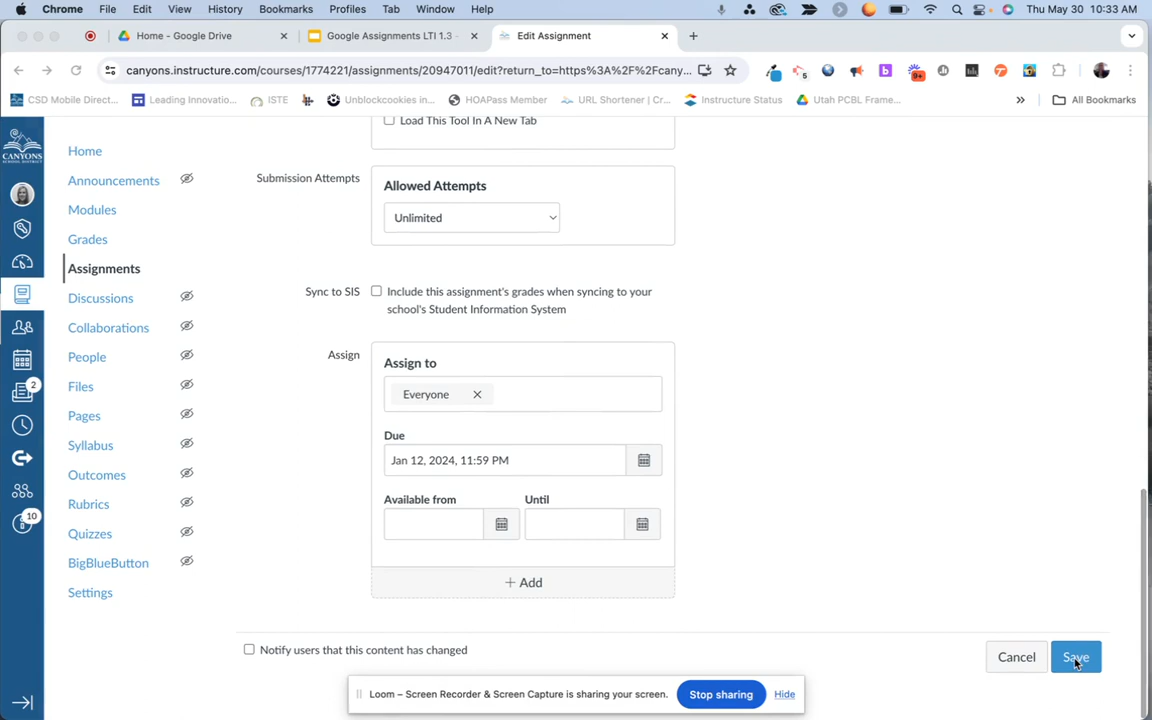 Chrome File Edit View History Bookmarks Profiles Tab Window Help Thu May 30 10:33 AM
Home - Google Drive Google Assignments LTI 1.3 - Edit Assignment
canyons.instructure.com/courses/1774221/assignments/20947011/edit?return_to=https%3A%2F%2Fcany...
5 9+
CSD Mobile Direct... Leading Innovatio... ISTE Unblockcookies in... HOAPass Member URL Shortener | Cr... Instructure Status Utah PCBL Frame... » All Bookmarks
Load This Tool In A New Tab
CANYONS
SCHOOL DISTRICT
Home
Announcements
Modules
Grades
Assignments
Discussions
Collaborations
People
Files
Pages
Syllabus
Outcomes
Rubrics
Quizzes
BigBlueButton
Settings
2
10
Submission Attempts
Allowed Attempts
Unlimited
Sync to SIS
Include this assignment's grades when syncing to your
school's Student Information System
Assign
Assign to
Everyone
Due
Jan 12, 2024, 11:59 PM
Available from Until
+ Add
Notify users that this content has changed
Cancel Save
Loom – Screen Recorder & Screen Capture is sharing your screen. Stop sharing Hide